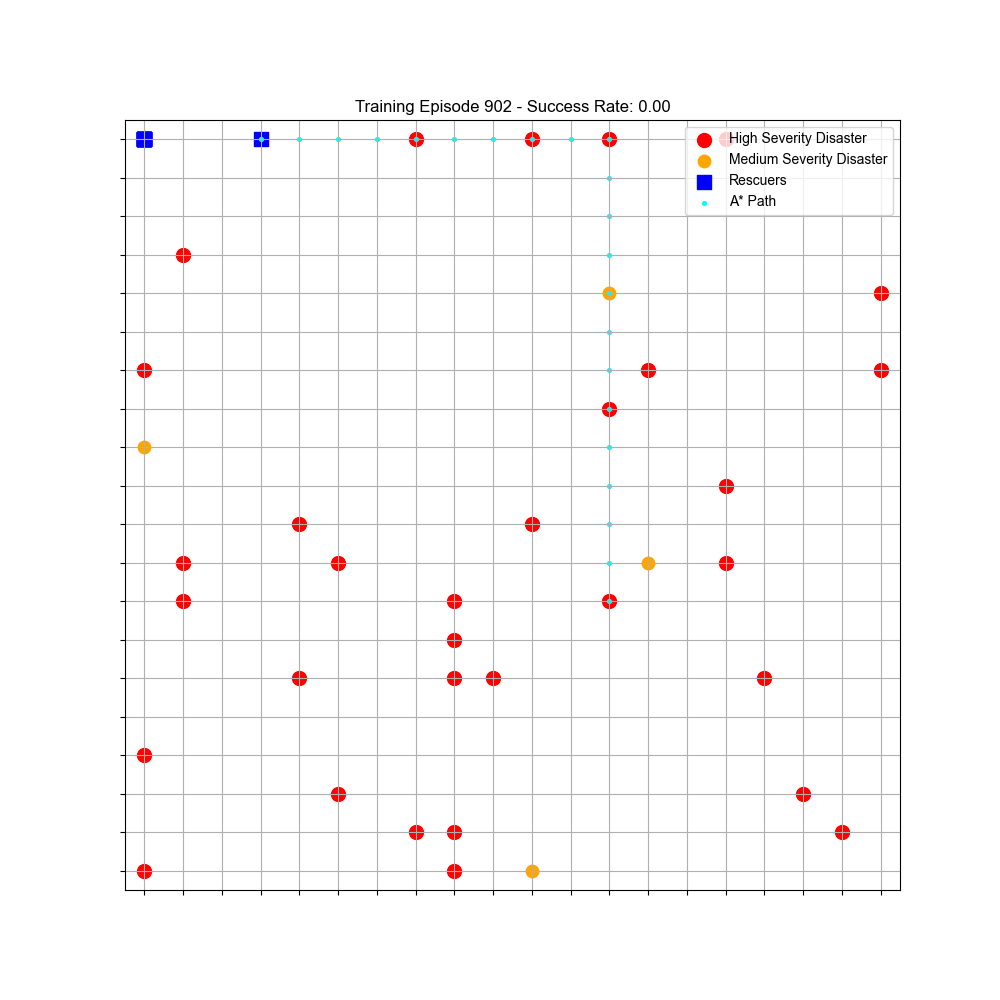 Training Episode 902 - Success Rate: 0.00
High Severity Disaster
Medium Severity Disaster
Rescuers
A* Path